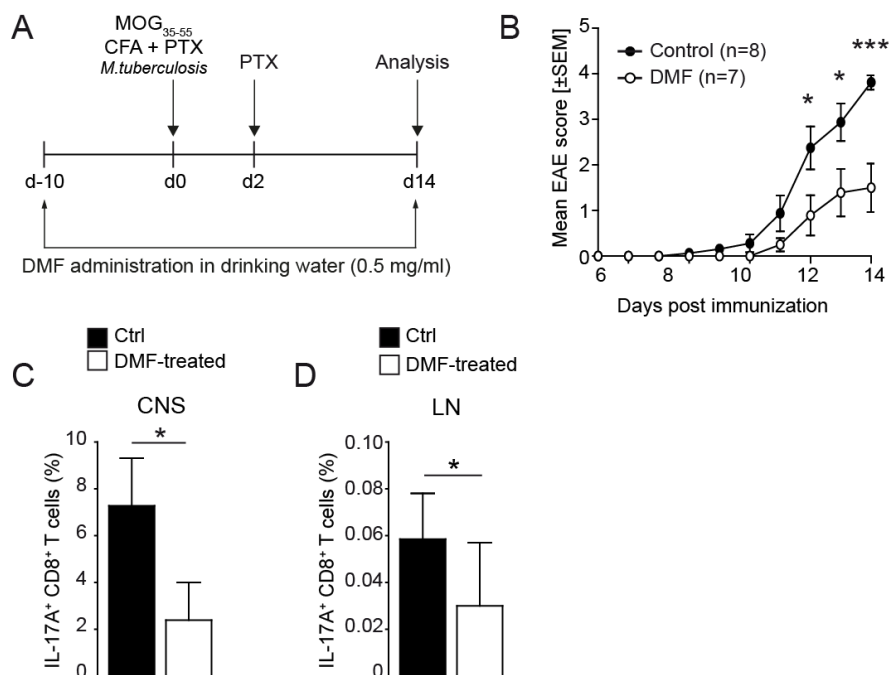 A
MOG35-55
CFA + PTX
M.tuberculosis
PTX
Analysis
d-10
d0
d2
d14
DMF administration in drinking water (0.5 mg/ml)
B
Mean EAE score [±SEM]
5
4
3
2
1
0
Control (n=8)
DMF (n=7)
*
*
***
6
8
10
12
14
Days post immunization
C
Ctrl
DMF-treated
CNS
IL-17A+ CD8+ T cells (%)
10
8
6
4
2
0
*
D
Ctrl
DMF-treated
LN
IL-17A+ CD8+ T cells (%)
0.10
0.08
0.06
0.04
0.02
0
*